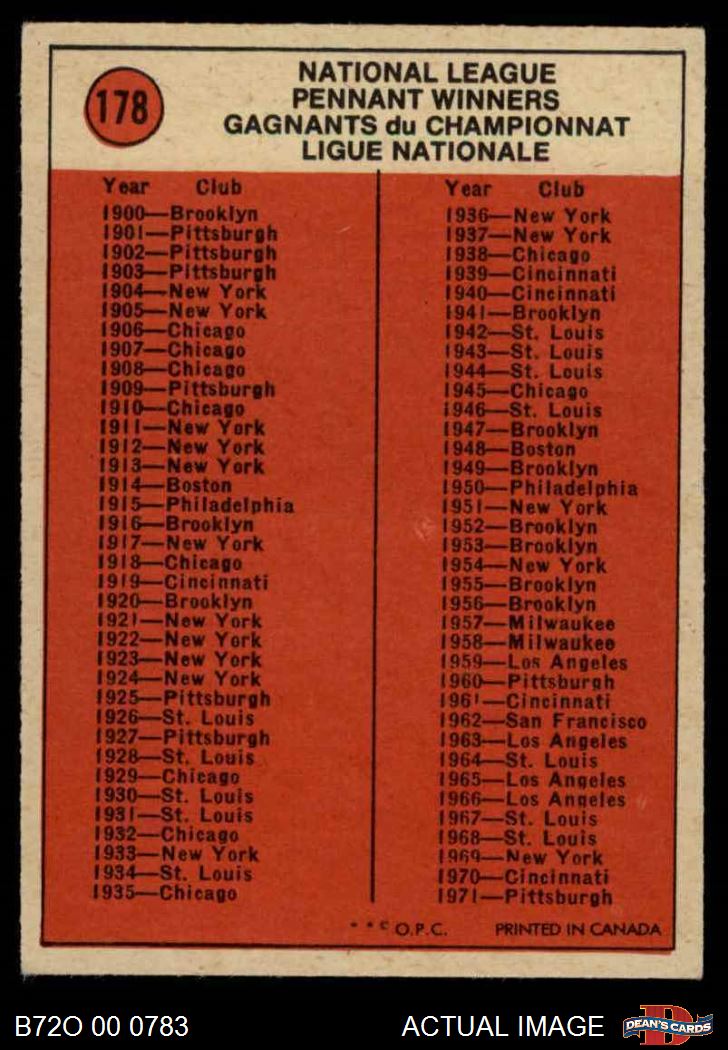 178
NATIONAL LEAGUE
PENNANT WINNERS
GAGNANTS du CHAMPIONNAT
LIGUE NATIONALE
Year Club
1900—Brooklyn
1901—Pittsburgh
1902—Pittsburgh
1903—Pittsburgh
1904—New York
1905—New York
1906—Chicago
1907—Chicago
1908—Chicago
1909—Pittsburgh
1910—Chicago
1911—New York
1912—New York
1913—New York
1914—Boston
1915—Philadelphia
1916—Brooklyn
1917—New York
1918—Chicago
1919—Cincinnati
1920—Brooklyn
1921—New York
1922—New York
1923—New York
1924—New York
1925—Pittsburgh
1926—St. Louis
1927—Pittsburgh
1928—St. Louis
1929—Chicago
1930—St. Louis
1931—St. Louis
1932—Chicago
1933—New York
1934—St. Louis
1935—Chicago
Year Club
1936—New York
1937—New York
1938—Chicago
1939—Cincinnati
1940—Cincinnati
1941—Brooklyn
1942—St. Louis
1943—St. Louis
1944—St. Louis
1945—Chicago
1946—St. Louis
1947—Brooklyn
1948—Boston
1949—Brooklyn
1950—Philadelphia
1951—New York
1952—Brooklyn
1953—Brooklyn
1954—New York
1955—Brooklyn
1956—Brooklyn
1957—Milwaukee
1958—Milwaukee
1959—Los Angeles
1960—Pittsburgh
1961—Cincinnati
1962—San Francisco
1963—Los Angeles
1964—St. Louis
1965—Los Angeles
1966—Los Angeles
1967—St. Louis
1968—St. Louis
1969—New York
1970—Cincinnati
1971—Pittsburgh
* * © O.P.C. PRINTED IN CANADA
B72O 00 0783 ACTUAL IMAGE
D
DEAN'S CARDS